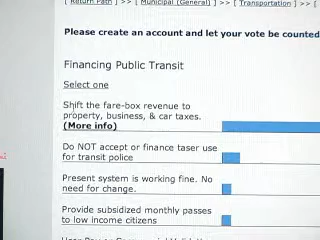 [ Return Path ] >> [ Municipal (General) ] >> [ Transportation ] >> [
Please create an account and let your vote be counted
Financing Public Transit
Select one
Shift the fare-box revenue to
property, business, & car taxes.
(More info)
Do NOT accept or finance taser use
for transit police
Present system is working fine. No
need for change.
Provide subsidized monthly passes
to low income citizens